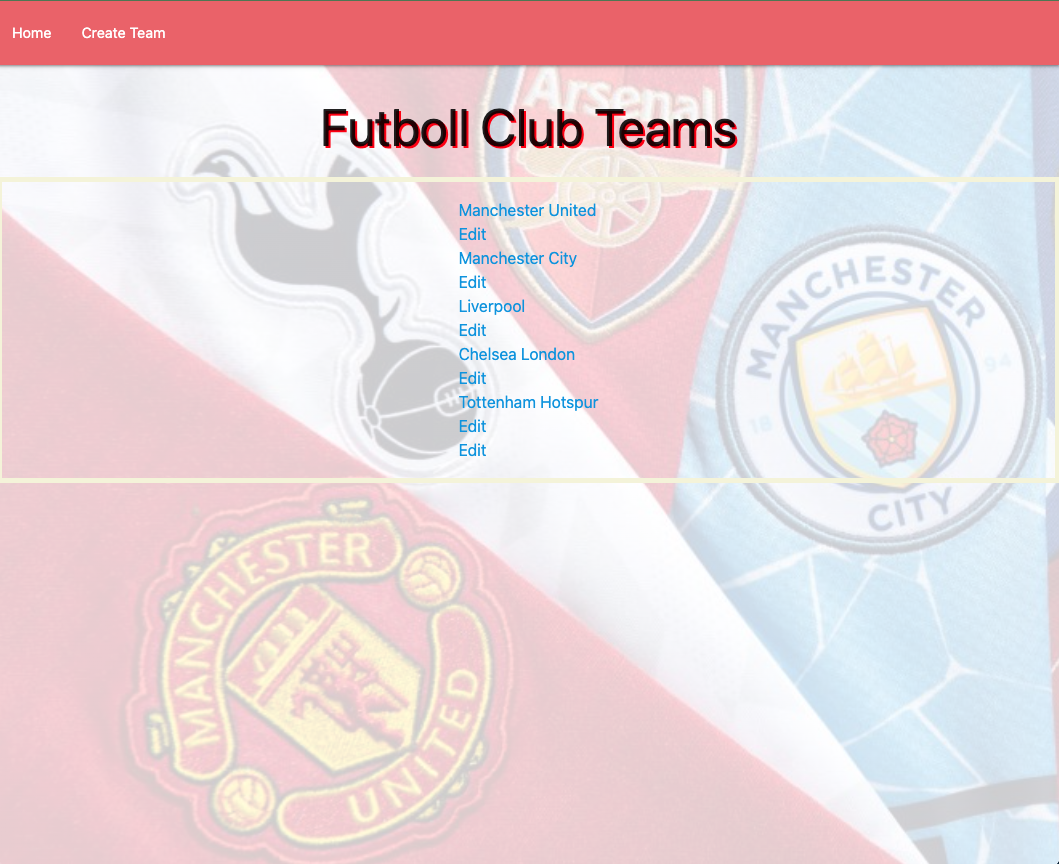 Home Create Team
Arsenal
Futboll Club Teams
Manchester United
Edit
Manchester City
Edit
Liverpool
Edit
Chelsea London
Edit
Tottenham Hotspur
Edit
Edit
MANCHESTER
18 94
CITY
MANCHESTER
UNITED